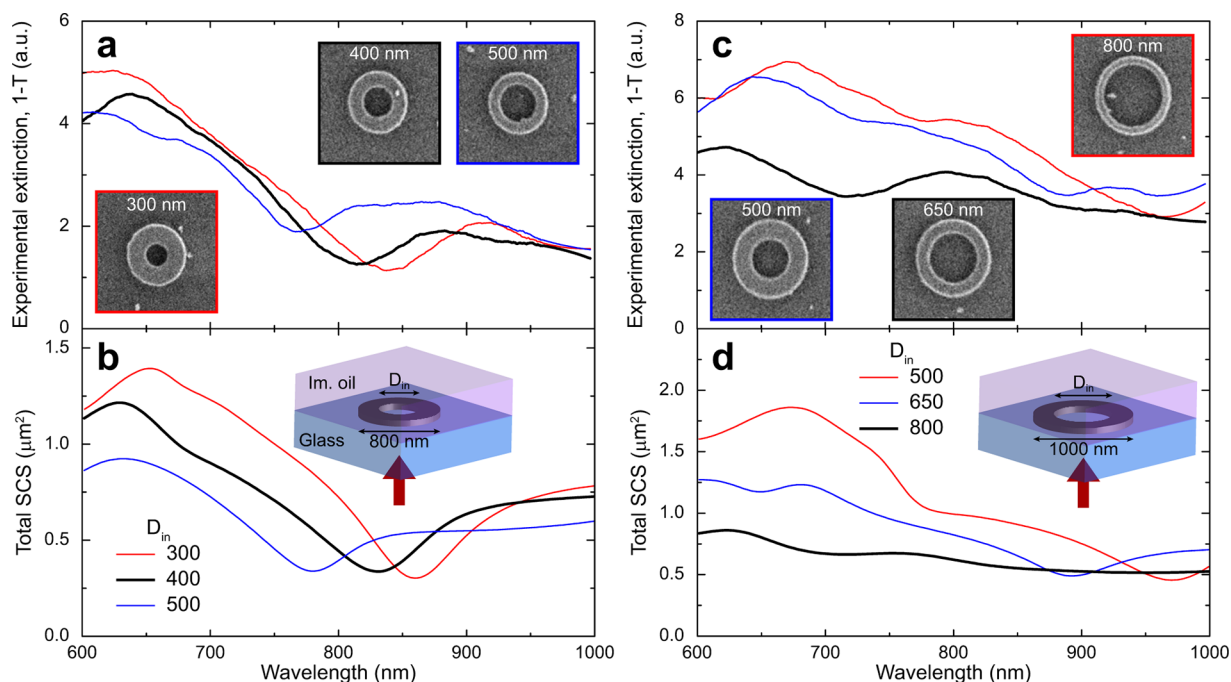 a
Experimental extinction, 1-T (a.u.)
6
4
2
0
400 nm
500 nm
300 nm
b
Total SCS (μm²)
1.5
1.0
0.5
0.0
Im. oil
Glass
D_in
800 nm
D_in
300
400
500
600
700
800
900
1000
Wavelength (nm)
c
Experimental extinction, 1-T (a.u.)
8
6
4
2
0
800 nm
500 nm
650 nm
d
Total SCS (μm²)
2.0
1.5
1.0
0.5
0
D_in
500
650
800
D_in
1000 nm
600
700
800
900
1000
Wavelength (nm)